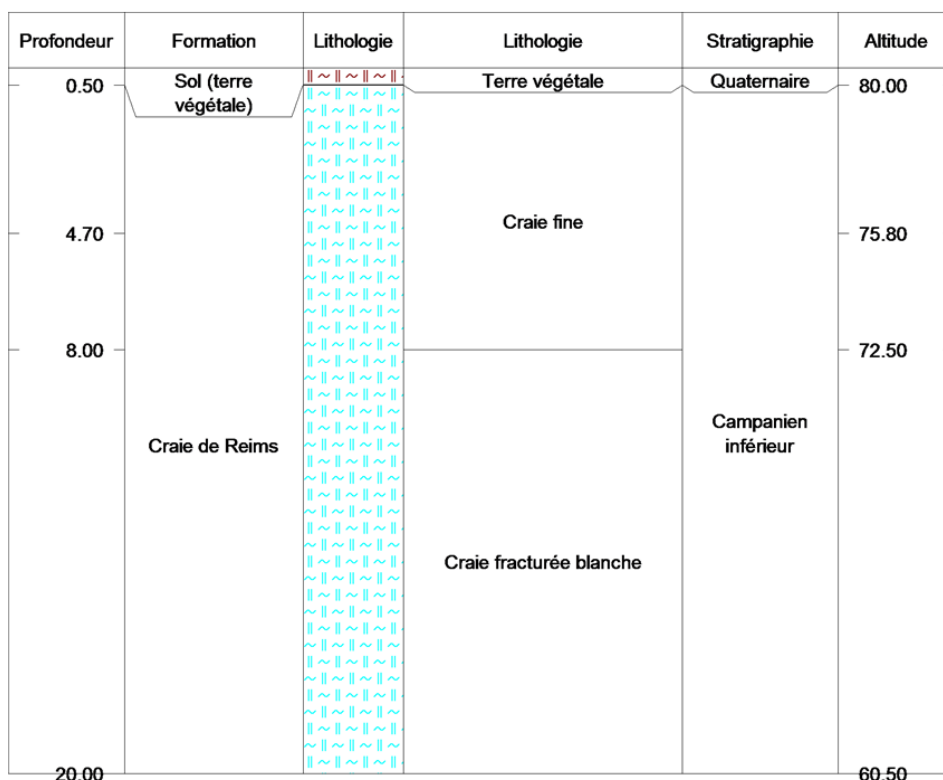 Profondeur Formation Lithologie Lithologie Stratigraphie Altitude
0.50 Sol (terre végétale) Terre végétale Quaternaire 80.00
Craie fine
4.70 75.80
8.00 72.50
Craie de Reims Campanien inférieur
Craie fracturée blanche
20.00 60.50